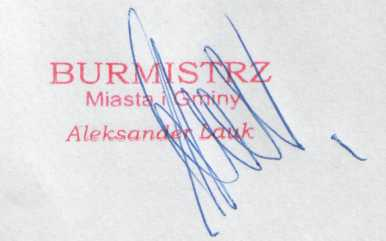 BURMISTRZ
Miasta i Gminy
Aleksander Lauk